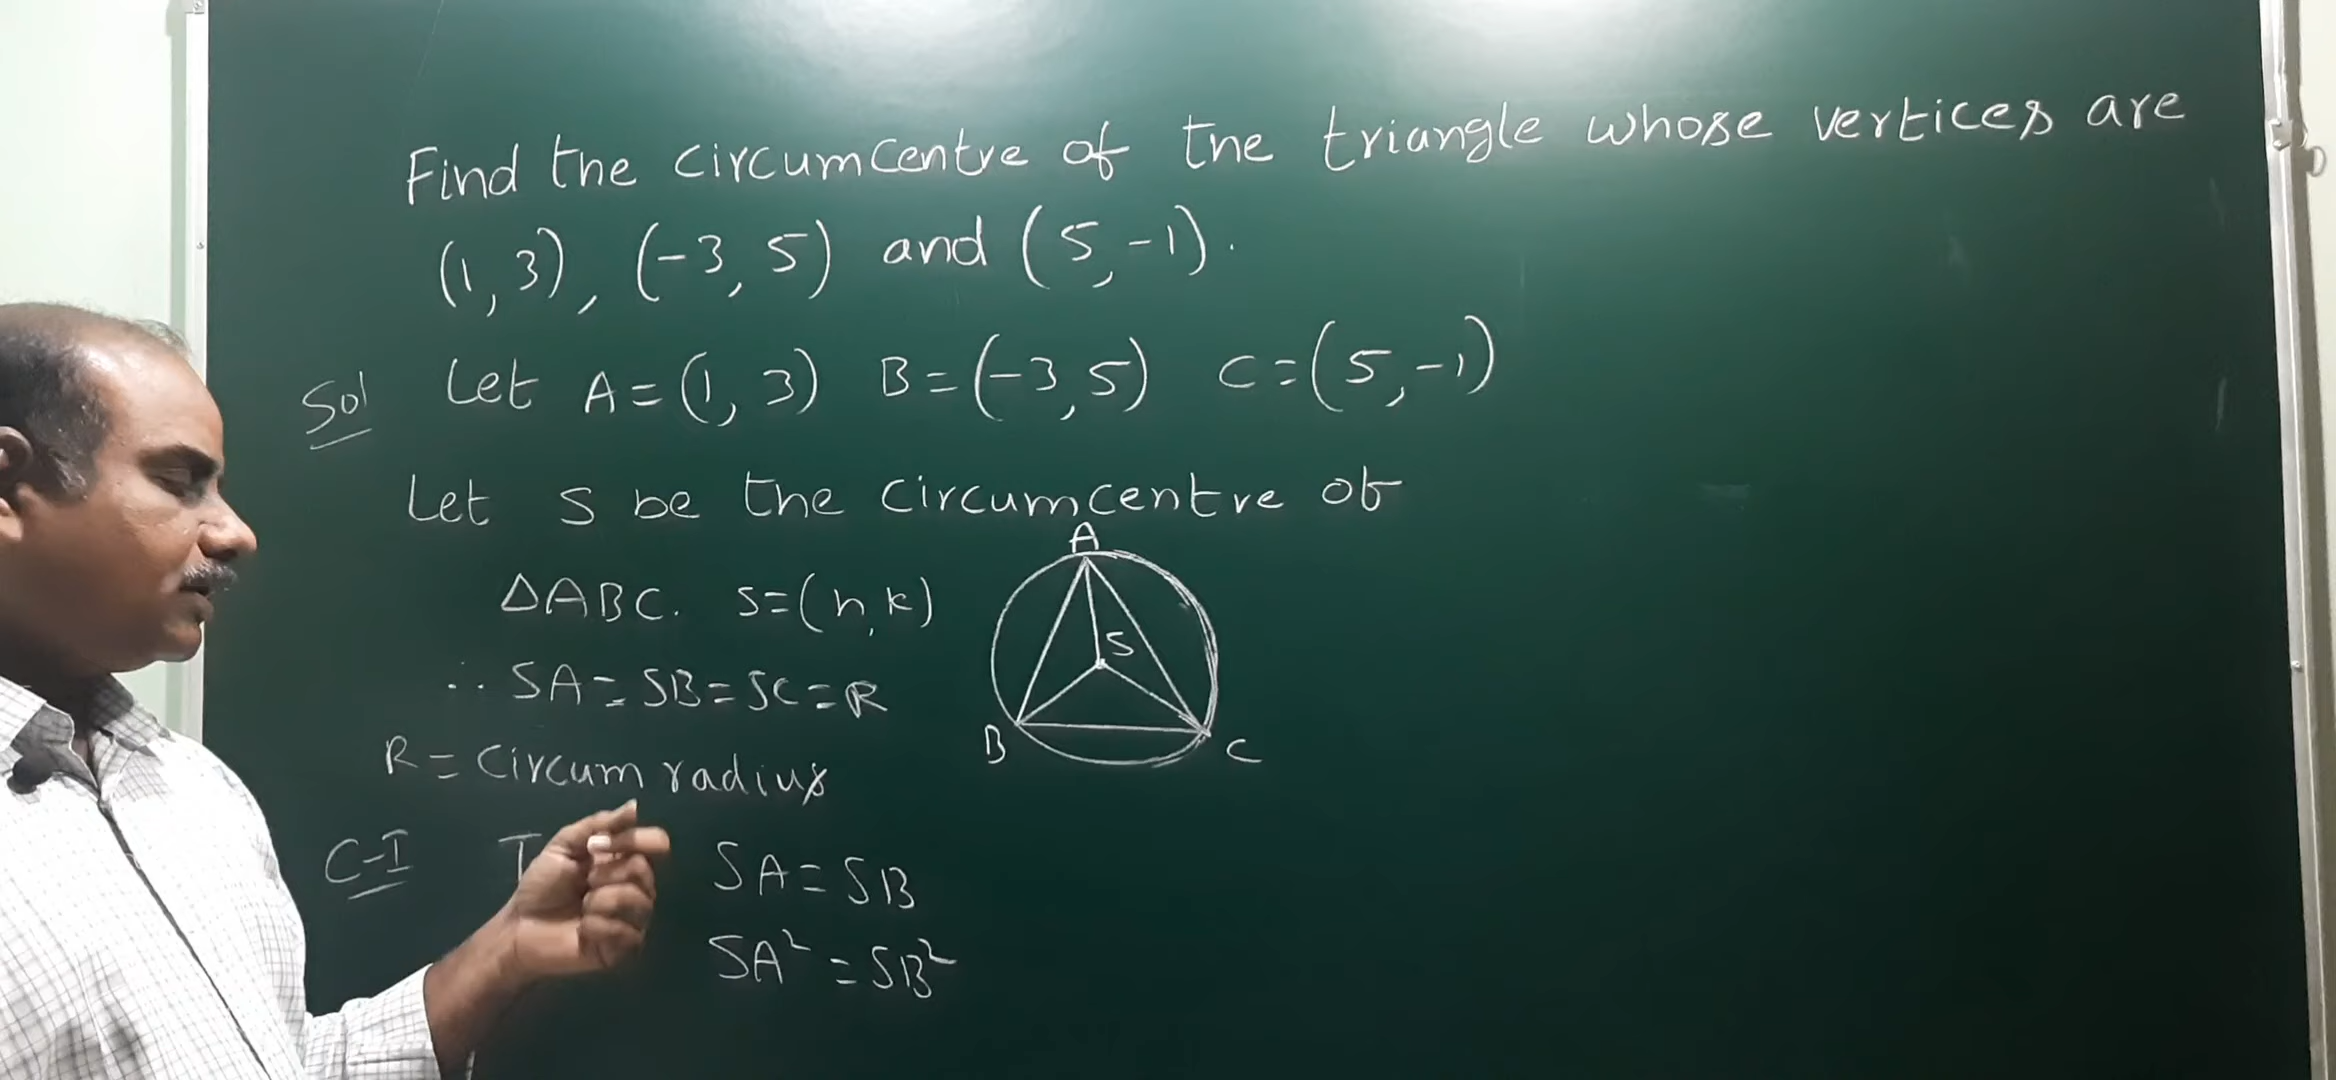 Find the circumcentre of the triangle whose vertices are
(1, 3), (-3, 5) and (5, -1).
Sol Let A = (1, 3) B = (-3, 5) C = (5, -1)
Let S be the circumcentre of
A
ΔABC. S = (h, k)
S
∴ SA = SB = SC = R
B C
R = Circum radius
C-I SA = SB
SA² = SB²